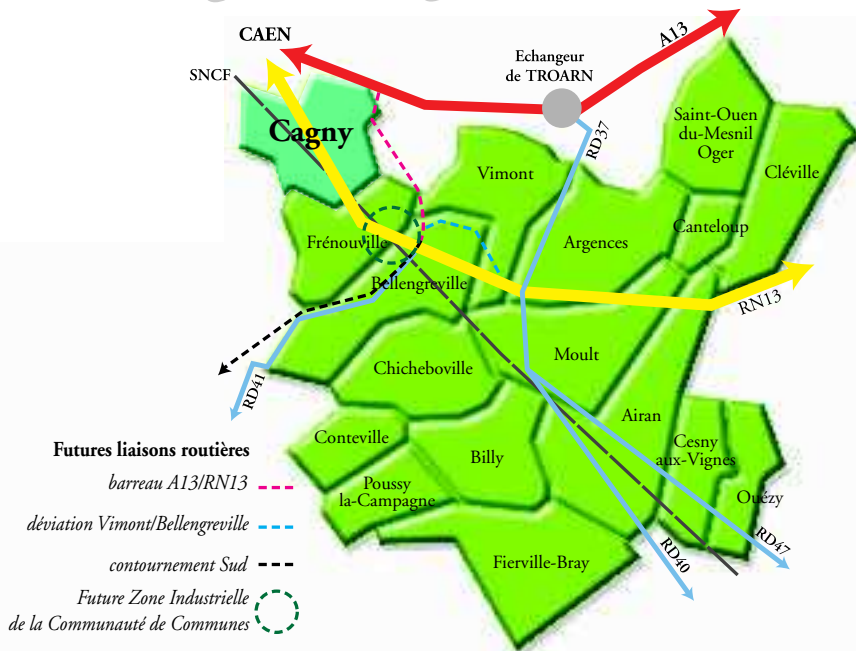 CAEN
A13
SNCF
Echangeur
de TROARN
Cagny
RD37
Saint-Ouen
du-Mesnil
Oger
Cléville
Vimont
Canteloup
Frénouville
Argences
Bellengreville
RN13
Moult
Chicheboville
RD41
Airan
Conteville
Cesny
aux-Vignes
Billy
Poussy
la-Campagne
Ouézy
Fierville-Bray
RD40
RD47
Futures liaisons routières
barreau A13/RN13
déviation Vimont/Bellengreville
contournement Sud
Future Zone Industrielle
de la Communauté de Communes